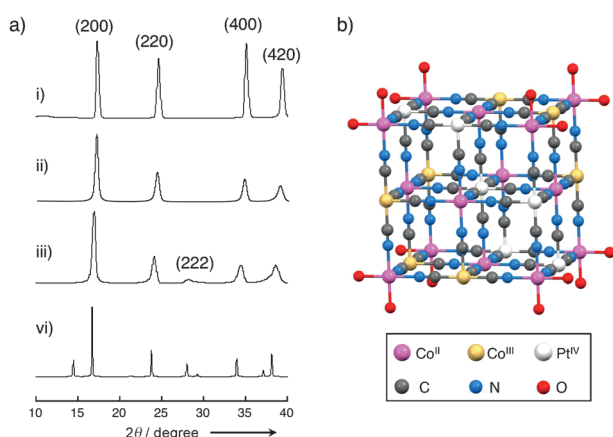 a)
(200)
(220)
(400)
(420)
i)
ii)
iii)
(222)
vi)
10 15 20 25 30 35 40
2θ / degree
b)
Co^II Co^III Pt^IV
C N O